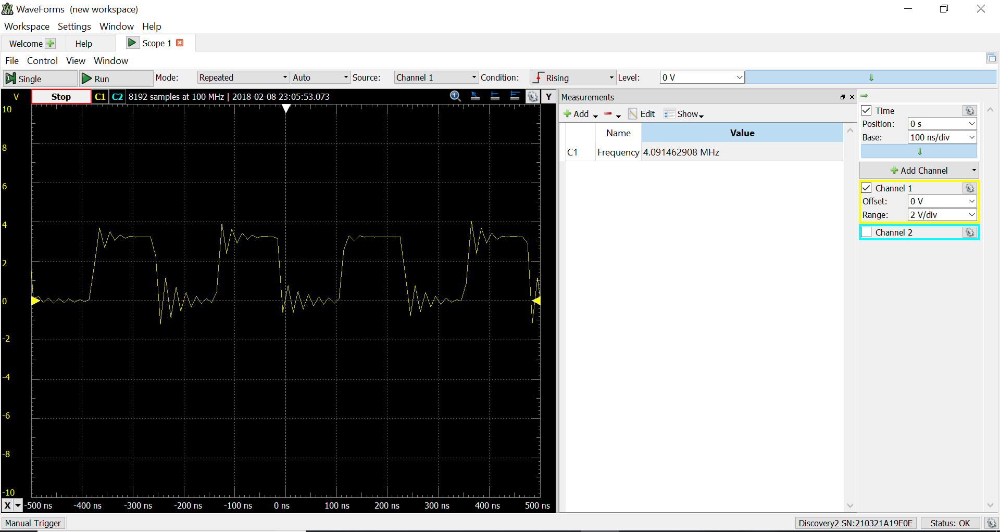 WaveForms (new workspace)
Workspace Settings Window Help
Welcome Help Scope 1
File Control View Window
Single Run Mode: Repeated Auto Source: Channel 1 Condition: Rising Level: 0 V
V Stop C1 C2 8192 samples at 100 MHz | 2018-02-08 23:05:53.073 Y
10
8
6
4
2
0
-2
-4
-6
-8
-10
X -500 ns -400 ns -300 ns -200 ns -100 ns 0 ns 100 ns 200 ns 300 ns 400 ns 500 ns
Measurements
Add Edit Show
Name Value
C1 Frequency 4.091462908 MHz
Time
Position: 0 s
Base: 100 ns/div
Add Channel
Channel 1
Offset: 0 V
Range: 2 V/div
Channel 2
Manual Trigger Discovery2 SN:210321A19E0E Status: OK